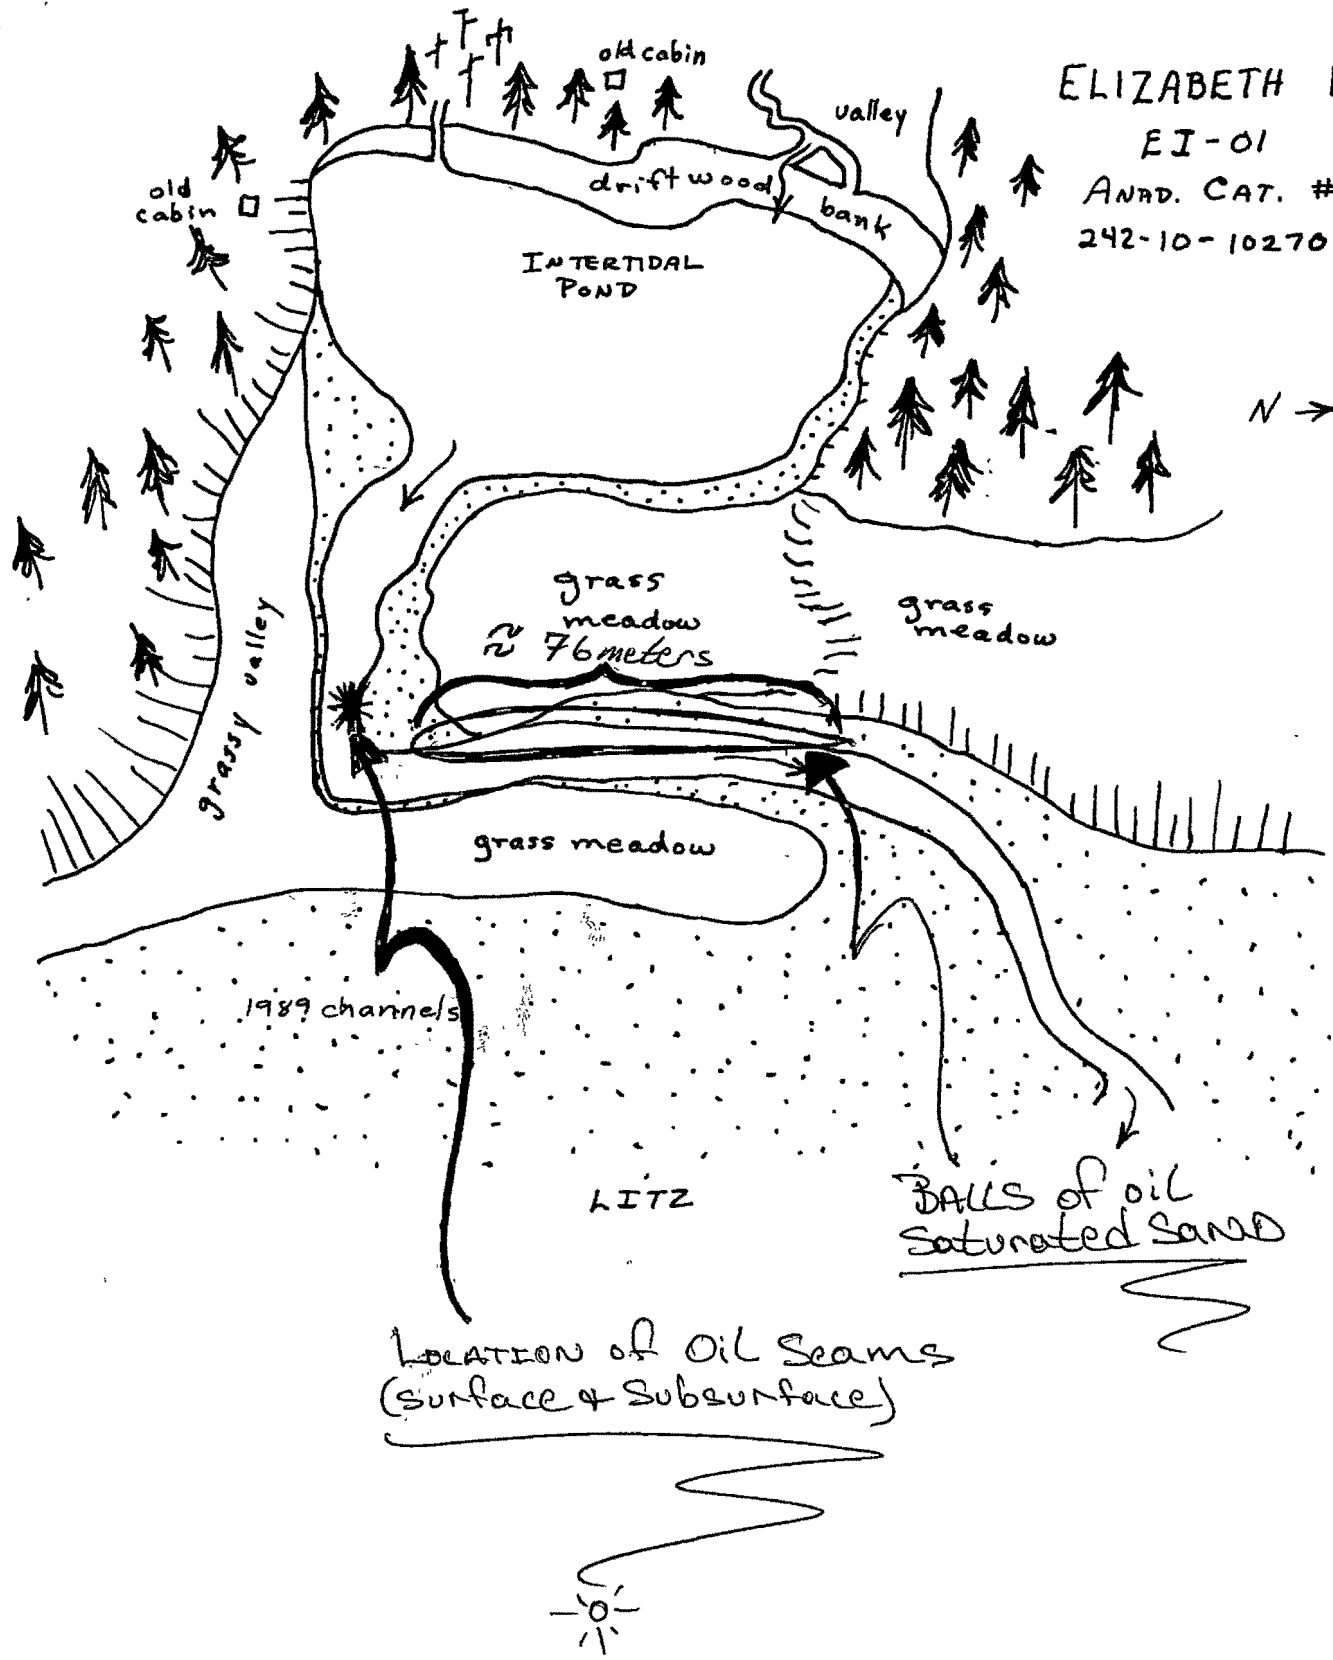 old cabin
ELIZABETH
EI-01
ANAD. CAT. #
242-10-10270
valley
old
cabin
driftwood
bank
INTERTIDAL
POND
N
grass
meadow
≈ 76 meters
grass
meadow
grassy valley
grass meadow
1989 channels
LITZ
BALLS of oil
Saturated SAND
LOCATION of Oil Seams
(surface & Subsurface)